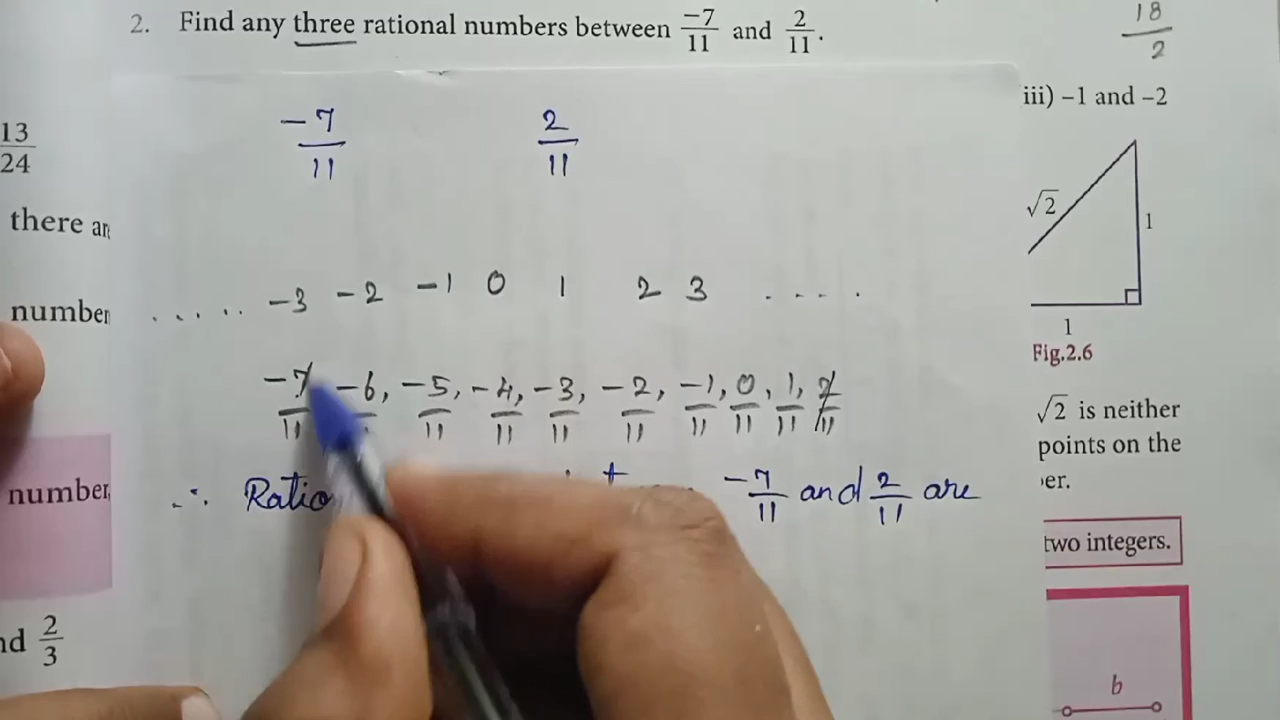 2. Find any three rational numbers between -7/11 and 2/11.
18/2
iii) –1 and –2
13/24
-7/11 2/11
there
√2 1
number
..... -3 -2 -1 0 1 2 3 ....
1
Fig.2.6
-7/11 -6, -5/11, -4/11, -3/11, -2/11, -1/11, 0/11, 1/11, 2/11
√2 is neither
points on the
number,
∴ -7/11 and 2/11 are
two integers.
2/3
b